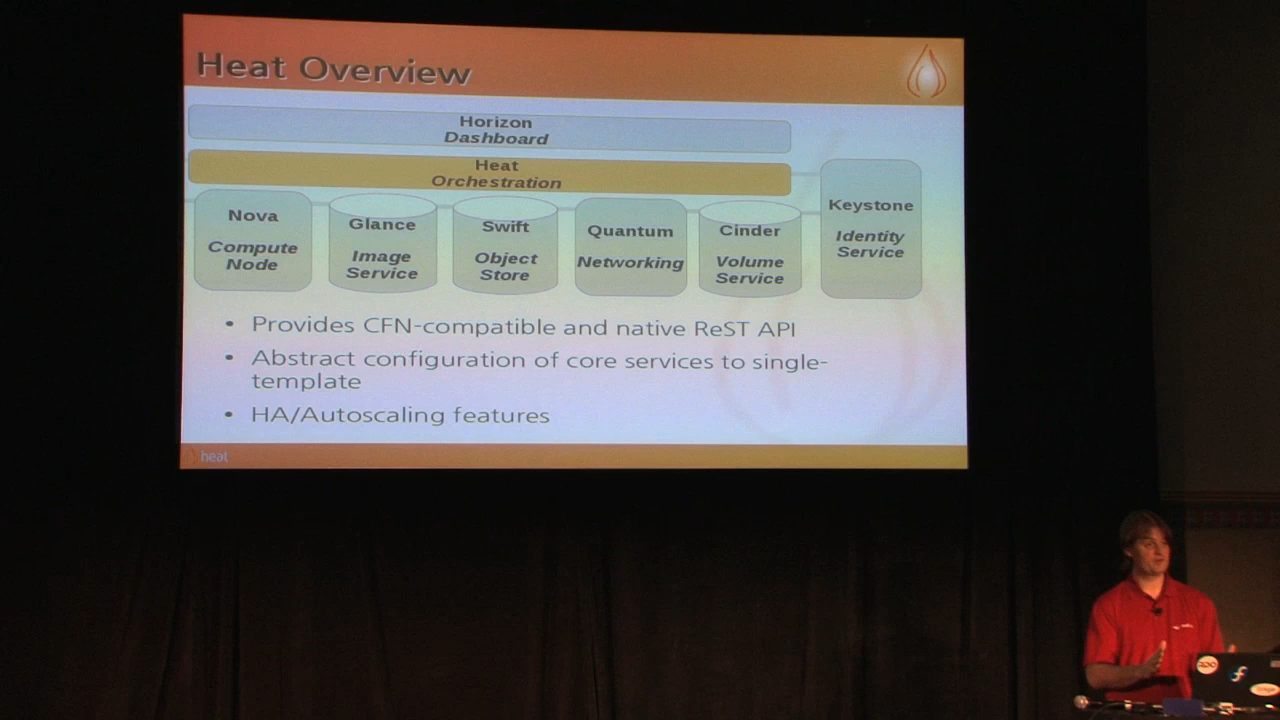 Heat Overview
Horizon
Dashboard
Heat
Orchestration
Nova
Compute
Node
Glance
Image
Service
Swift
Object
Store
Quantum
Networking
Cinder
Volume
Service
Keystone
Identity
Service
• Provides CFN-compatible and native ReST API
• Abstract configuration of core services to single-
template
• HA/Autoscaling features
heat